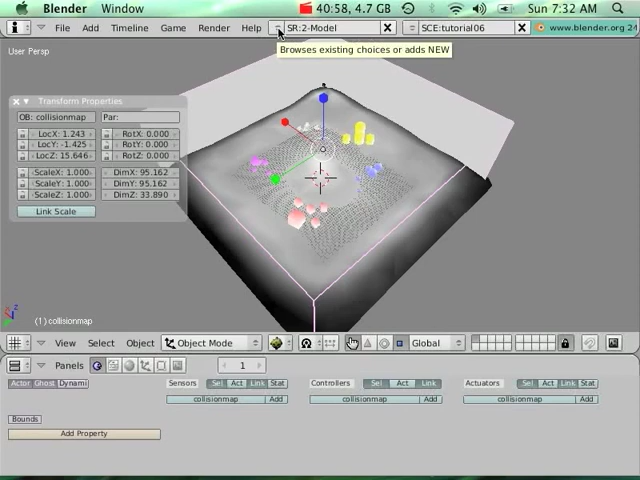 Blender Window 40:58, 4.7 GB Sun 7:32 AM
File Add Timeline Game Render Help SR:2-Model SCE:tutorial06 www.blender.org 24
Browses existing choices or adds NEW
User Persp
Transform Properties
OB: collisionmap Par:
LocX: 1.243 RotX: 0.000
LocY: -1.425 RotY: 0.000
LocZ: 15.646 RotZ: 0.000
ScaleX: 1.000 DimX: 95.162
ScaleY: 1.000 DimY: 95.162
ScaleZ: 1.000 DimZ: 33.890
Link Scale
(1) collisionmap
View Select Object Object Mode Global
Panels 1
Actor Ghost Dynami Sensors Sel Act Link Stat Controllers Sel Act Link Actuators Sel Act Link Stat
collisionmap Add collisionmap Add collisionmap Add
Bounds
Add Property